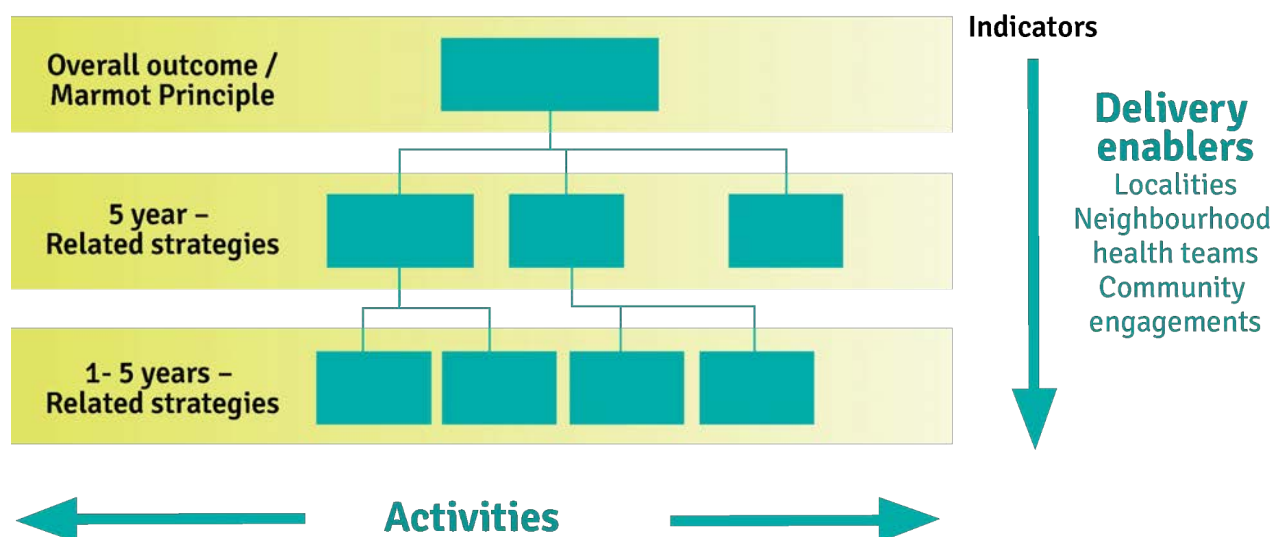 Overall outcome /
Marmot Principle
5 year –
Related strategies
1- 5 years –
Related strategies
Indicators
Delivery
enablers
Localities
Neighbourhood
health teams
Community
engagements
Activities